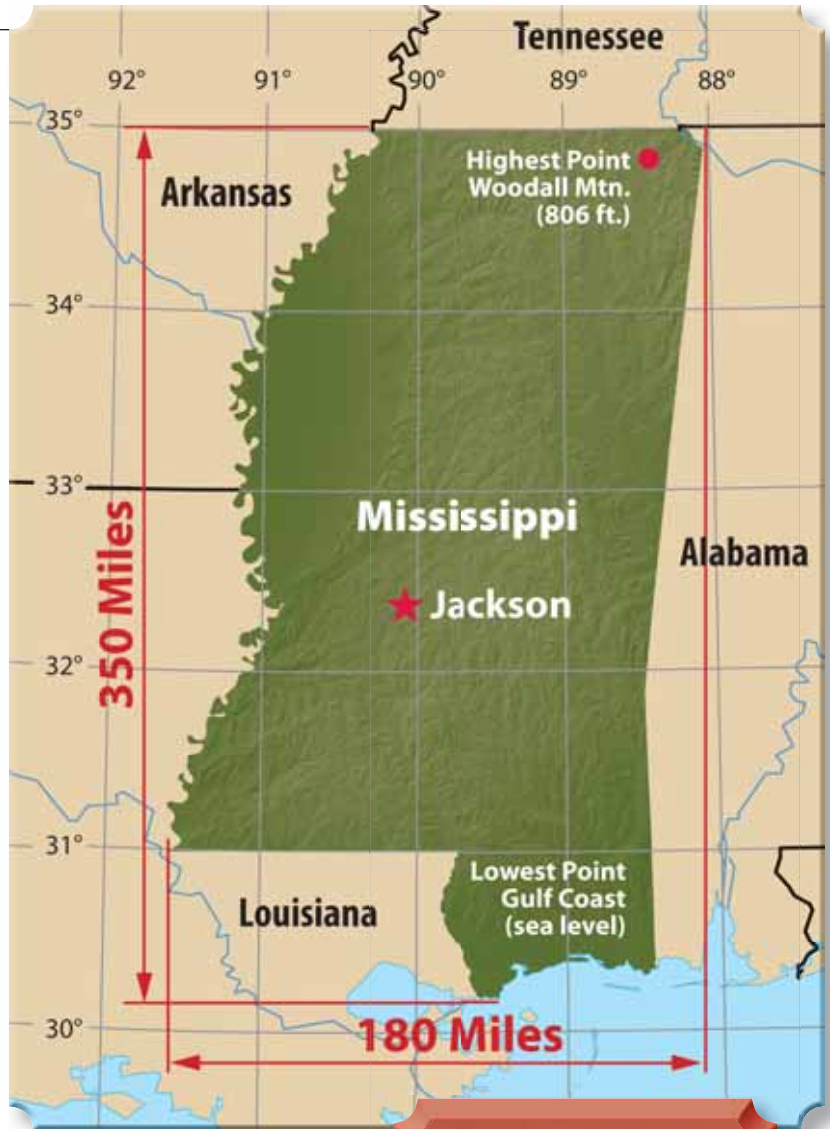 Tennessee
92°
91°
90°
89°
88°
35°
Highest Point
Woodall Mtn.
(806 ft.)
Arkansas
34°
33°
Mississippi
Alabama
350 Miles
Jackson
32°
31°
Lowest Point
Gulf Coast
(sea level)
Louisiana
30°
180 Miles